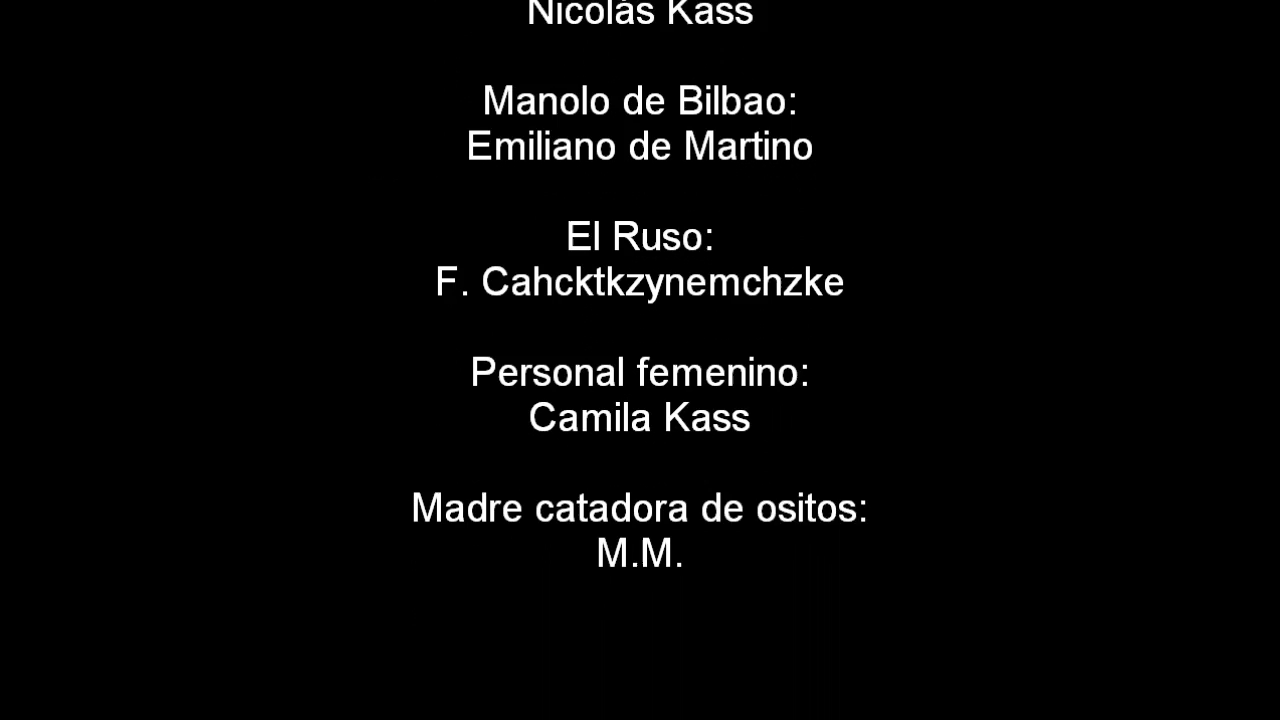 Nicolás Kass
Manolo de Bilbao:
Emiliano de Martino
El Ruso:
F. Cahcktkzynemchzke
Personal femenino:
Camila Kass
Madre catadora de ositos:
M.M.